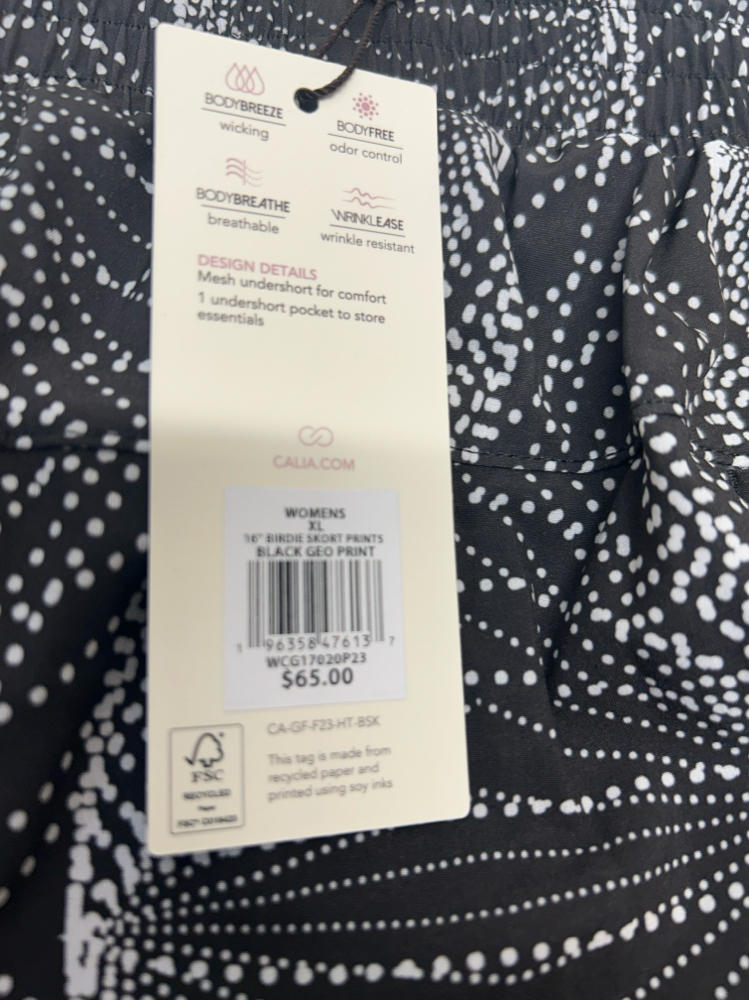 BODYBREEZE
wicking
BODYFREE
odor control
BODYBREATHE
breathable
WRINKLEASE
wrinkle resistant
DESIGN DETAILS
Mesh undershort for comfort
1 undershort pocket to store
essentials
CALIA.COM
WOMENS
XL
16" BIRDIE SKORT PRINTS
BLACK GEO PRINT
1 96358 47613 7
WCG17020P23
$65.00
CA-GF-F23-HT-BSK
FSC
RECYCLED
Paper
This tag is made from
recycled paper and
printed using soy inks